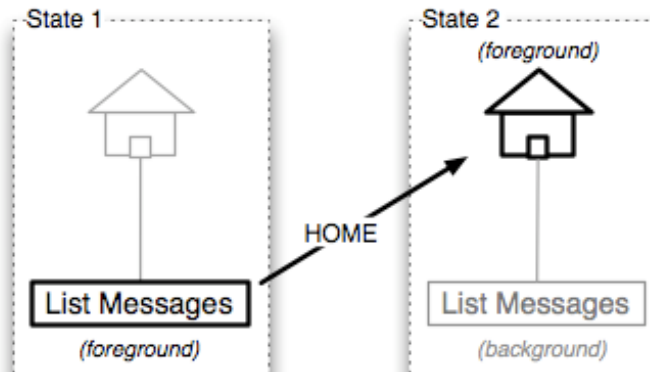 State 1
List Messages
(foreground)
HOME
State 2
(foreground)
List Messages
(background)